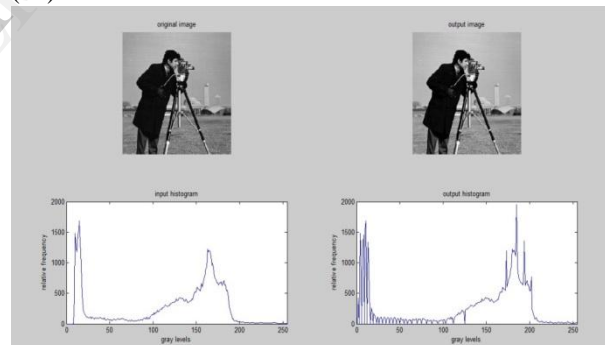 original image
output image
input histogram
output histogram
2000
1500
1000
500
0
relative frequency
0 50 100 150 200 250
gray levels
2000
1500
1000
500
0
relative frequency
0 50 100 150 200 250
gray levels